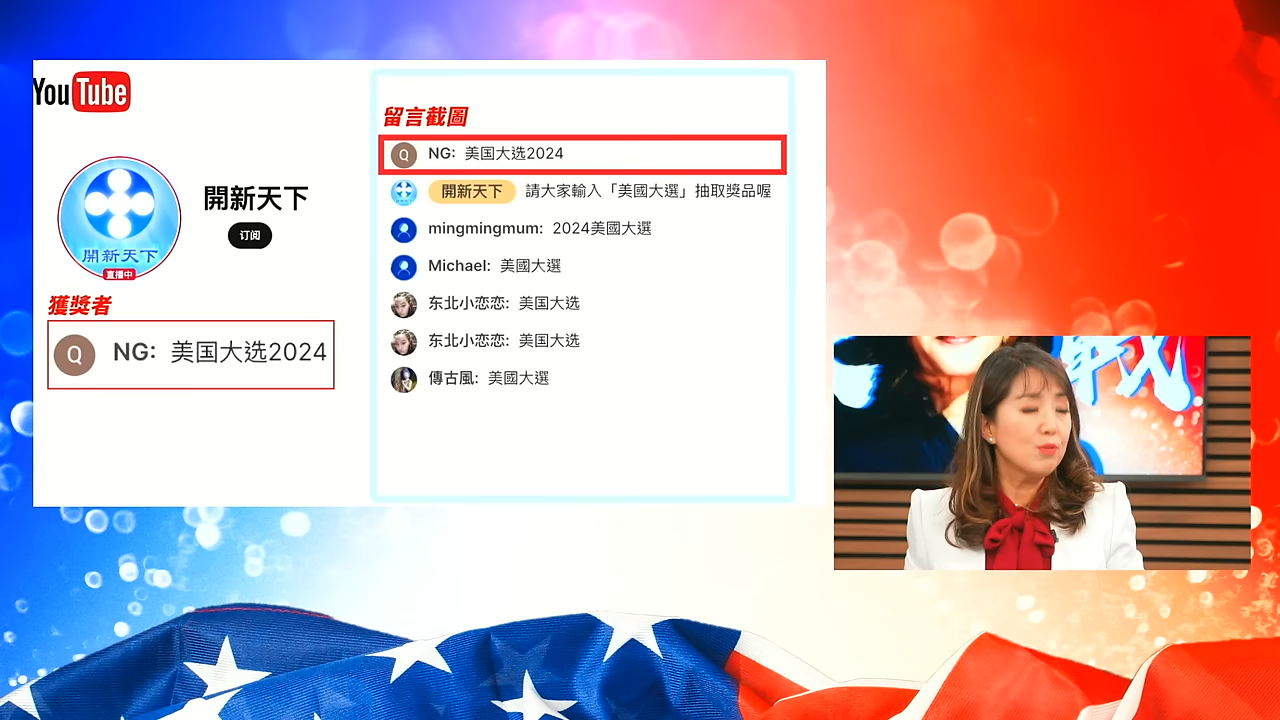 YouTube
開新天下
直播中
開新天下
订阅
獲獎者
Q NG: 美国大选2024
留言截圖
Q NG: 美国大选2024
開新天下 請大家輸入「美國大選」抽取獎品喔
mingmingmum: 2024美國大選
Michael: 美國大選
东北小恋恋: 美国大选
东北小恋恋: 美国大选
傳古風: 美國大選
戰